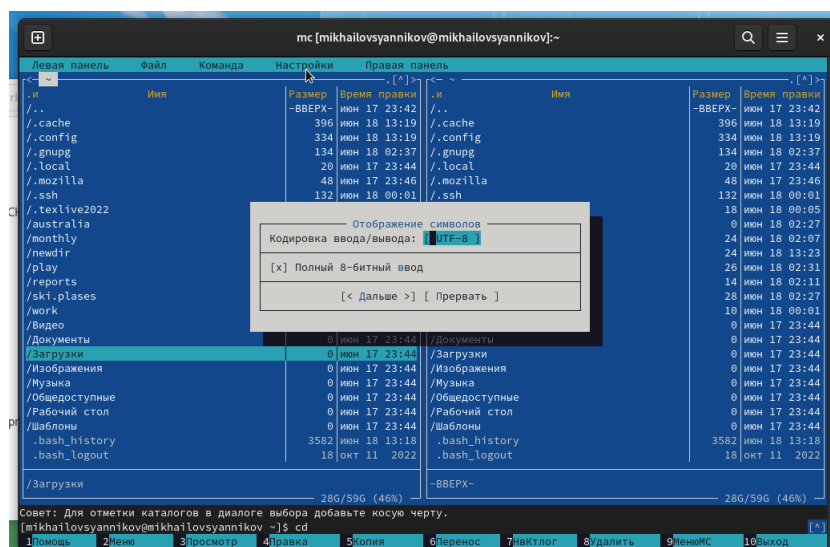 mc [mikhailovsyannikov@mikhailovsyannikov]:~
Левая панель Файл Команда Настройки Правая панель
<— ~ .[^]> <— ~ .[^]>
.и Имя Размер Время правки .и Имя Размер Время правки
/.. -ВВЕРХ- июн 17 23:42 /.. -ВВЕРХ- июн 17 23:42
/.cache 396 июн 18 13:19 /.cache 396 июн 18 13:19
/.config 334 июн 18 13:19 /.config 334 июн 18 13:19
/.gnupg 134 июн 18 02:37 /.gnupg 134 июн 18 02:37
/.local 20 июн 17 23:44 /.local 20 июн 17 23:44
/.mozilla 48 июн 17 23:46 /.mozilla 48 июн 17 23:46
/.ssh 132 июн 18 00:01 /.ssh 132 июн 18 00:01
/.texlive2022 18 июн 18 00:05
/australia 0 июн 18 02:27
/monthly 24 июн 18 02:07
/newdir 24 июн 18 13:23
/play 26 июн 18 02:31
/reports 14 июн 18 02:11
/ski.plases 28 июн 18 02:27
/work 10 июн 18 00:01
/Видео 0 июн 17 23:44
Отображение символов
Кодировка ввода/вывода: [ UTF-8 ]
[x] Полный 8-битный ввод
[< Дальше >] [ Прервать ]
/Документы 0 июн 17 23:44 /Документы 0 июн 17 23:44
/Загрузки 0 июн 17 23:44 /Загрузки 0 июн 17 23:44
/Изображения 0 июн 17 23:44 /Изображения 0 июн 17 23:44
/Музыка 0 июн 17 23:44 /Музыка 0 июн 17 23:44
/Общедоступные 0 июн 17 23:44 /Общедоступные 0 июн 17 23:44
/Рабочий стол 0 июн 17 23:44 /Рабочий стол 0 июн 17 23:44
/Шаблоны 0 июн 17 23:44 /Шаблоны 0 июн 17 23:44
.bash_history 3582 июн 18 13:18 .bash_history 3582 июн 18 13:18
.bash_logout 18 окт 11 2022 .bash_logout 18 окт 11 2022
/Загрузки -ВВЕРХ-
28G/59G (46%) 28G/59G (46%)
Совет: Для отметки каталогов в диалоге выбора добавьте косую черту.
[mikhailovsyannikov@mikhailovsyannikov ~]$ cd [^]
1Помощь 2Меню 3Просмотр 4Правка 5Копия 6Перенос 7НвКтлог 8Удалить 9МенюМС 10Выход